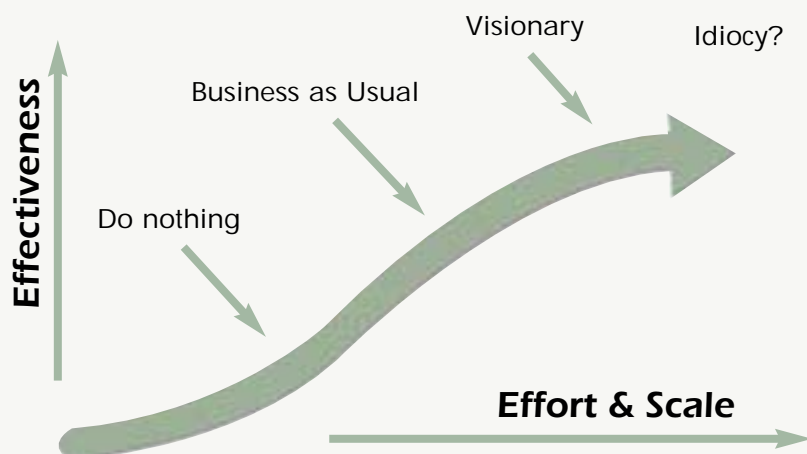 Visionary
Idiocy?
Business as Usual
Do nothing
Effectiveness
Effort & Scale